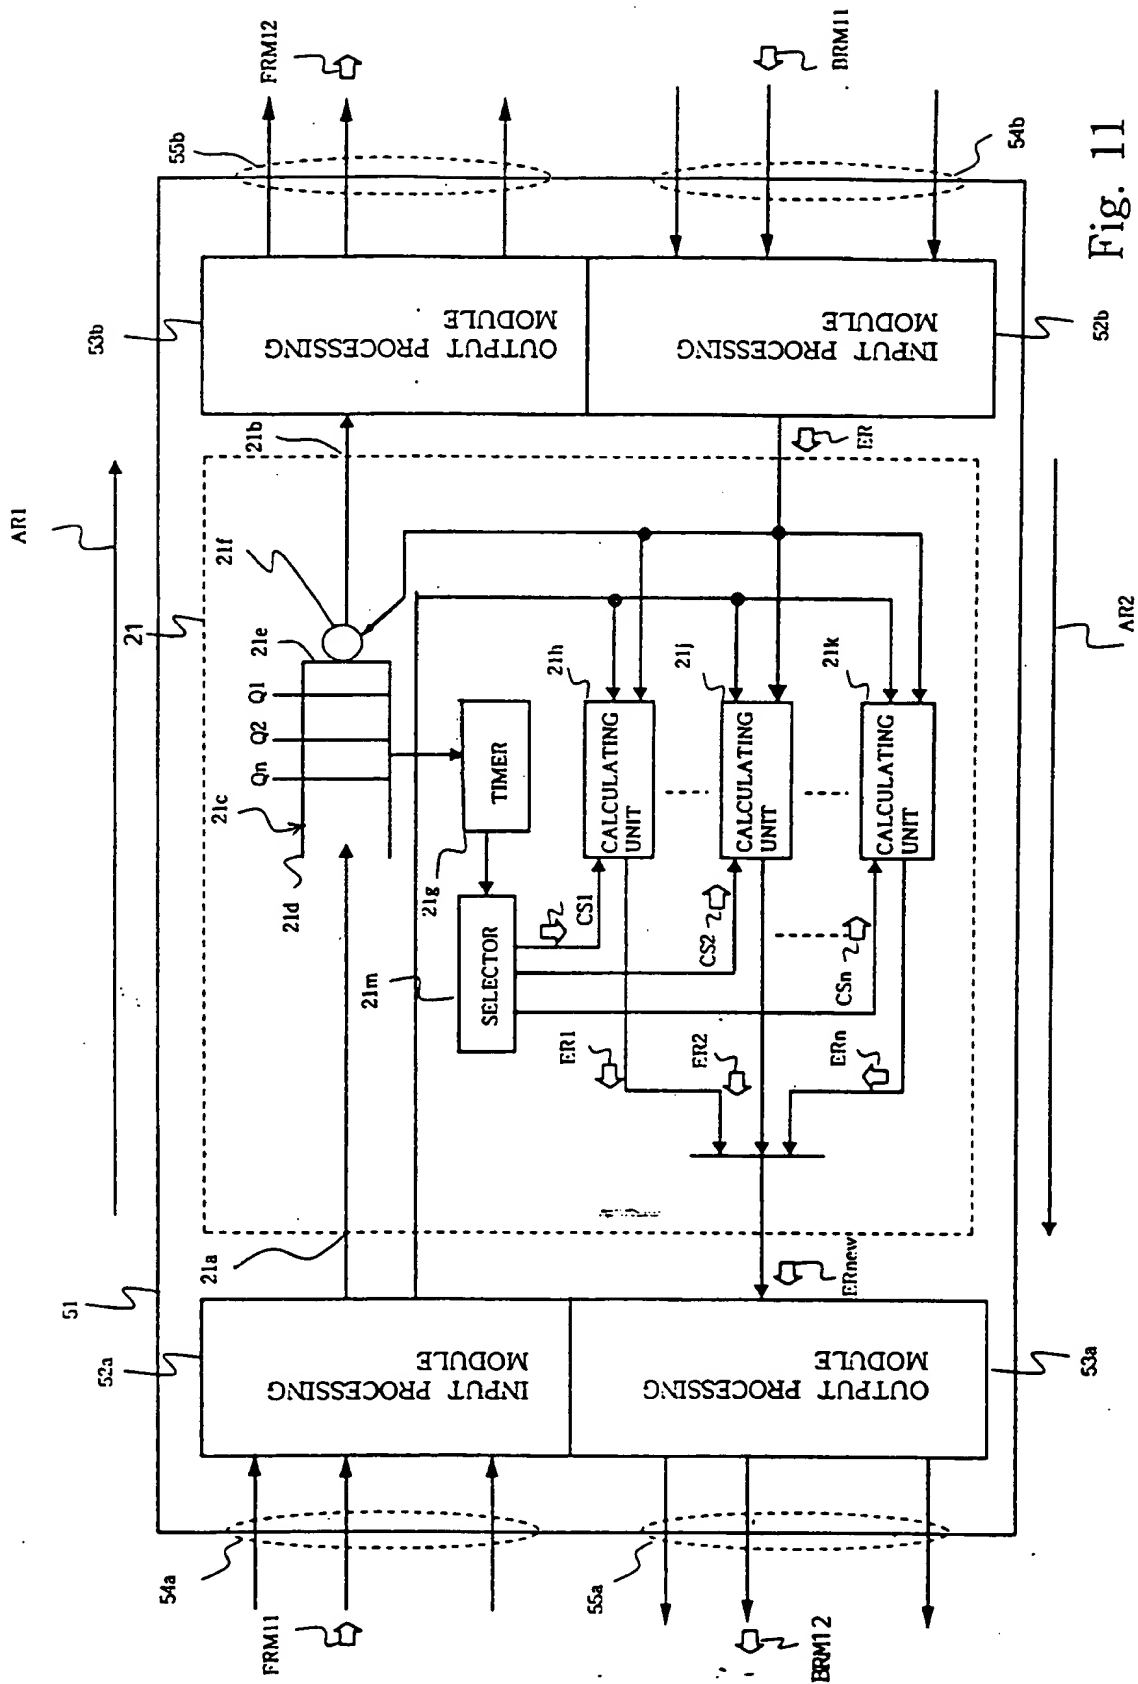 AR1
51
21
FRM11
54a
52a
INPUT PROCESSING
MODULE
21a
21d
21c
Qn
Q2
Q1
21e
21f
21b
53b
OUTPUT PROCESSING
MODULE
55b
FRM12
21m
SELECTOR
21g
TIMER
CS1
21h
CALCULATING
UNIT
ER1
CS2
21j
CALCULATING
UNIT
ER2
CSn
21k
CALCULATING
UNIT
ERn
ER
INPUT PROCESSING
MODULE
52b
54b
BRM11
ERnew
OUTPUT PROCESSING
MODULE
53a
55a
BRM12
AR2
Fig. 11